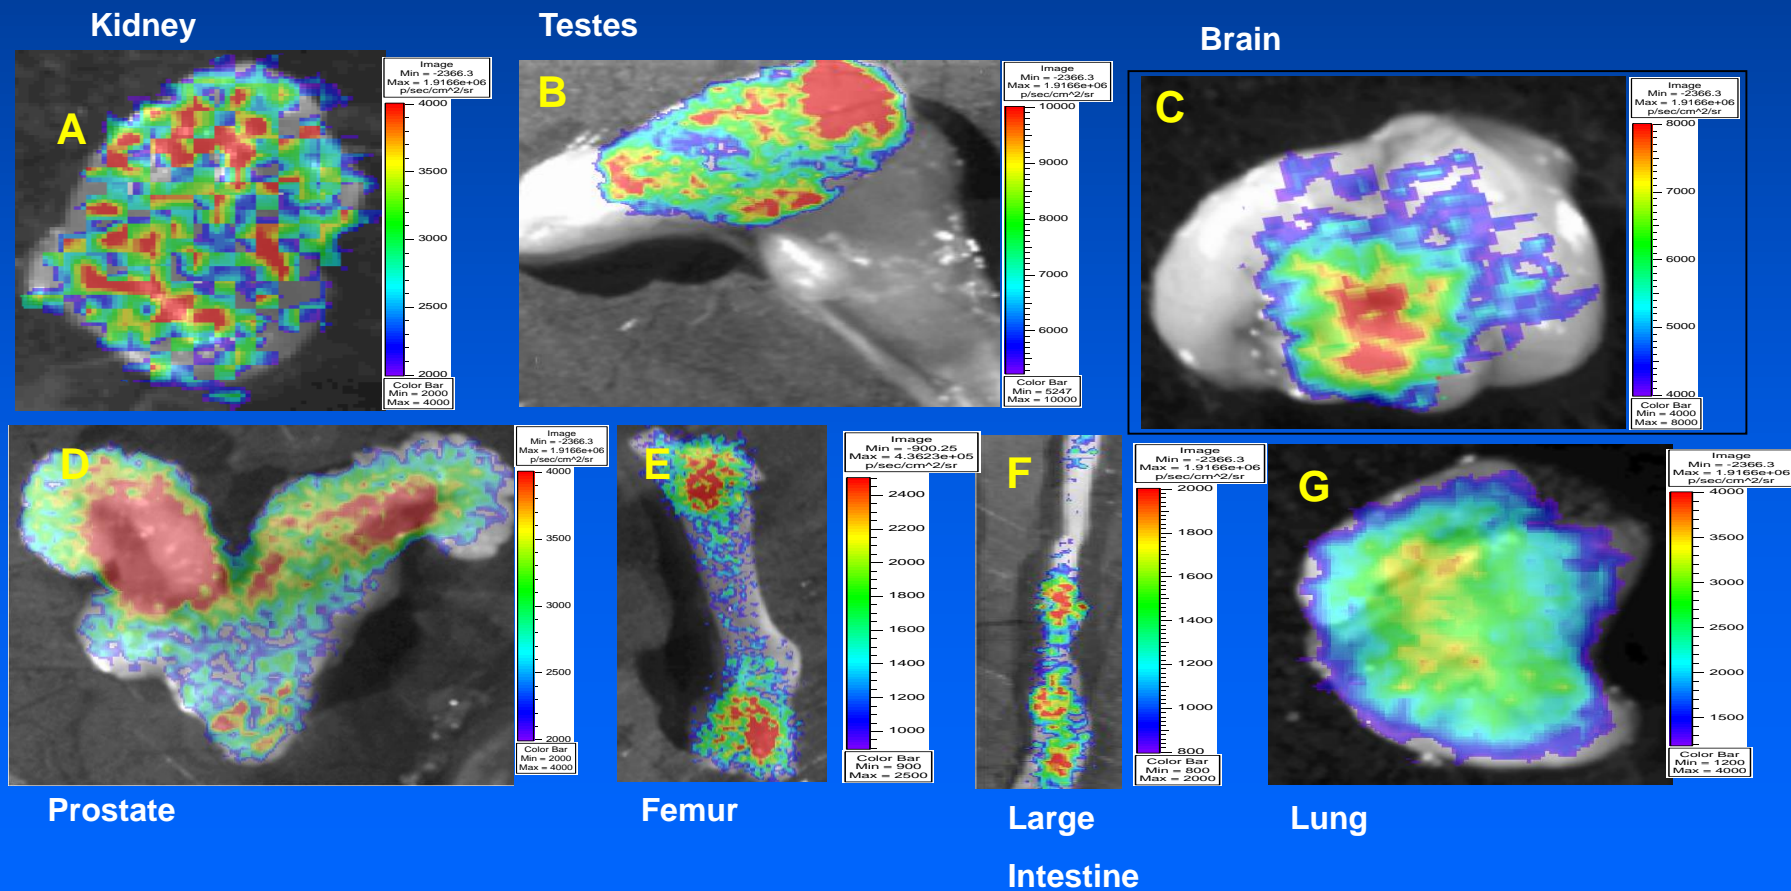 Kidney
Testes
Brain
A
Image
Min = -2366.3
Max = 1.9166e+06
p/sec/cm^2/sr
4000
3500
3000
2500
2000
Color Bar
Min = 2000
Max = 4000
B
Image
Min = -2366.3
Max = 1.9166e+06
p/sec/cm^2/sr
10000
9000
8000
7000
6000
Color Bar
Min = 5247
Max = 10000
C
Image
Min = -2366.3
Max = 1.9166e+06
p/sec/cm^2/sr
8000
7000
6000
5000
4000
Color Bar
Min = 4000
Max = 8000
D
Image
Min = -2366.3
Max = 1.9166e+06
p/sec/cm^2/sr
4000
3500
3000
2500
2000
Color Bar
Min = 2000
Max = 4000
E
Image
Min = -900.25
Max = 4.3623e+05
p/sec/cm^2/sr
2400
2200
2000
1800
1600
1400
1200
1000
Color Bar
Min = 900
Max = 2500
F
Image
Min = -2366.3
Max = 1.9166e+06
p/sec/cm^2/sr
2000
1800
1600
1400
1200
1000
800
Color Bar
Min = 800
Max = 2000
G
Image
Min = -2366.3
Max = 1.9166e+06
p/sec/cm^2/sr
4000
3500
3000
2500
2000
1500
Color Bar
Min = 1200
Max = 4000
Prostate
Femur
Large
Intestine
Lung